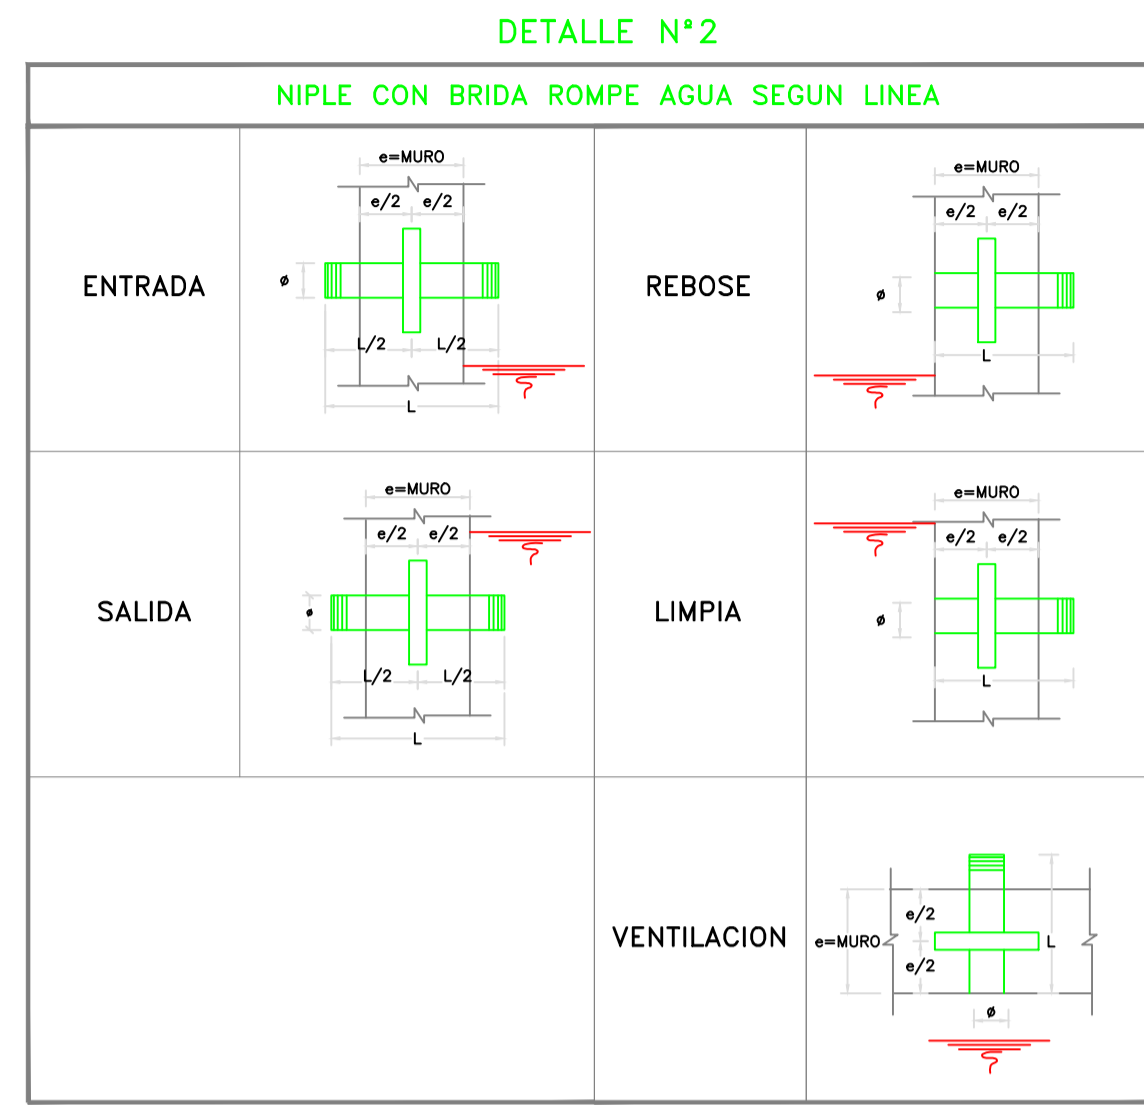 DETALLE N°2
NIPLE CON BRIDA ROMPE AGUA SEGUN LINEA
ENTRADA
e=MURO
e/2 e/2
ø
L/2 L/2
L
REBOSE
e=MURO
e/2 e/2
ø
L
SALIDA
e=MURO
e/2 e/2
ø
L/2 L/2
L
LIMPIA
e=MURO
e/2 e/2
ø
L
VENTILACION
e/2
e=MURO
L
e/2
ø